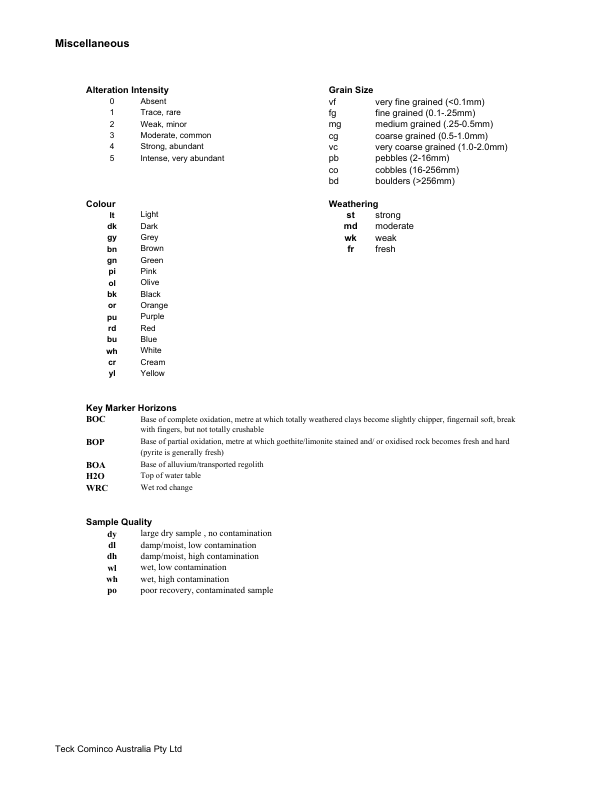 Miscellaneous
Alteration Intensity
0 Absent
1 Trace, rare
2 Weak, minor
3 Moderate, common
4 Strong, abundant
5 Intense, very abundant
Grain Size
vf very fine grained (<0.1mm)
fg fine grained (0.1-.25mm)
mg medium grained (.25-0.5mm)
cg coarse grained (0.5-1.0mm)
vc very coarse grained (1.0-2.0mm)
pb pebbles (2-16mm)
co cobbles (16-256mm)
bd boulders (>256mm)
Colour
lt Light
dk Dark
gy Grey
bn Brown
gn Green
pi Pink
ol Olive
bk Black
or Orange
pu Purple
rd Red
bu Blue
wh White
cr Cream
yl Yellow
Weathering
st strong
md moderate
wk weak
fr fresh
Key Marker Horizons
BOC Base of complete oxidation, metre at which totally weathered clays become slightly chipper, fingernail soft, break
with fingers, but not totally crushable
BOP Base of partial oxidation, metre at which goethite/limonite stained and/ or oxidised rock becomes fresh and hard
(pyrite is generally fresh)
BOA Base of alluvium/transported regolith
H2O Top of water table
WRC Wet rod change
Sample Quality
dy large dry sample , no contamination
dl damp/moist, low contamination
dh damp/moist, high contamination
wl wet, low contamination
wh wet, high contamination
po poor recovery, contaminated sample
Teck Cominco Australia Pty Ltd